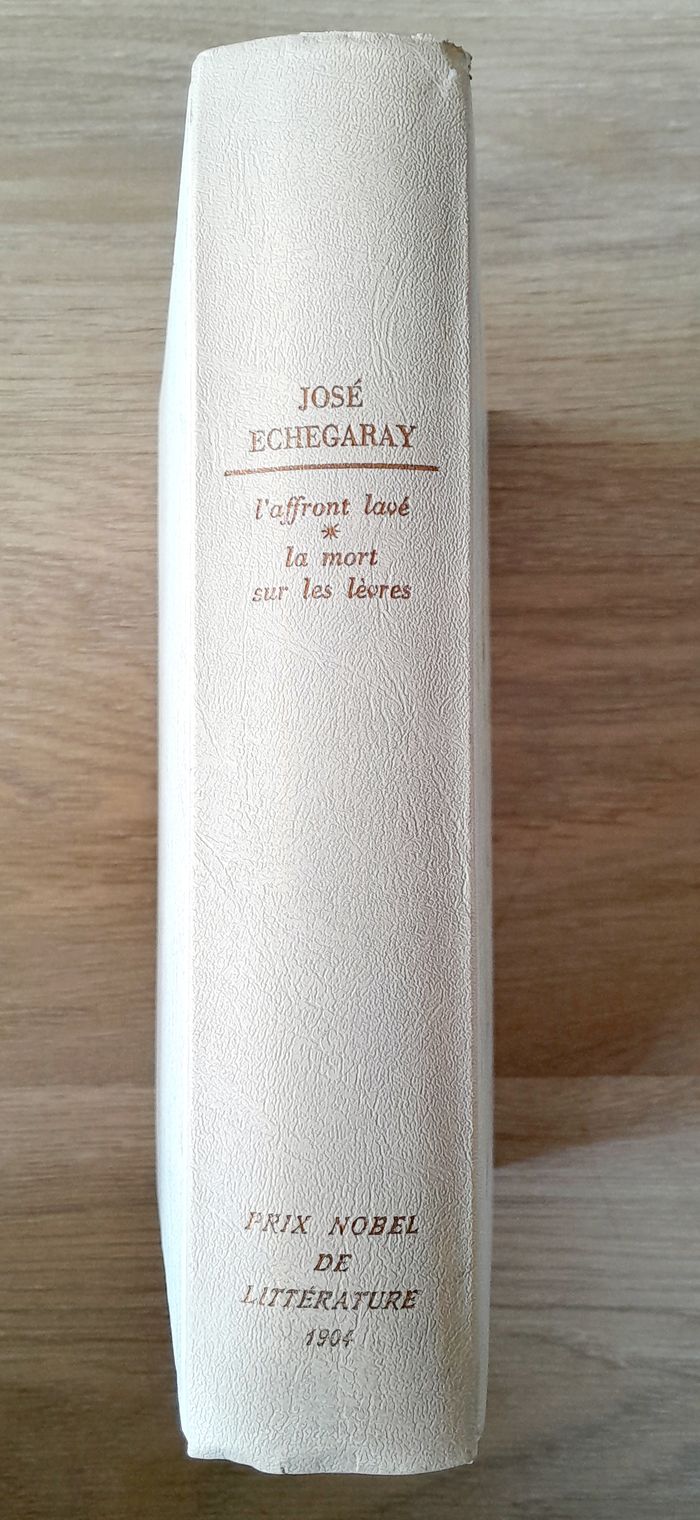 JOSÉ
ECHEGARAY
l'affront lavé
la mort
sur les lèvres
PRIX NOBEL
DE
LITTÉRATURE
1904